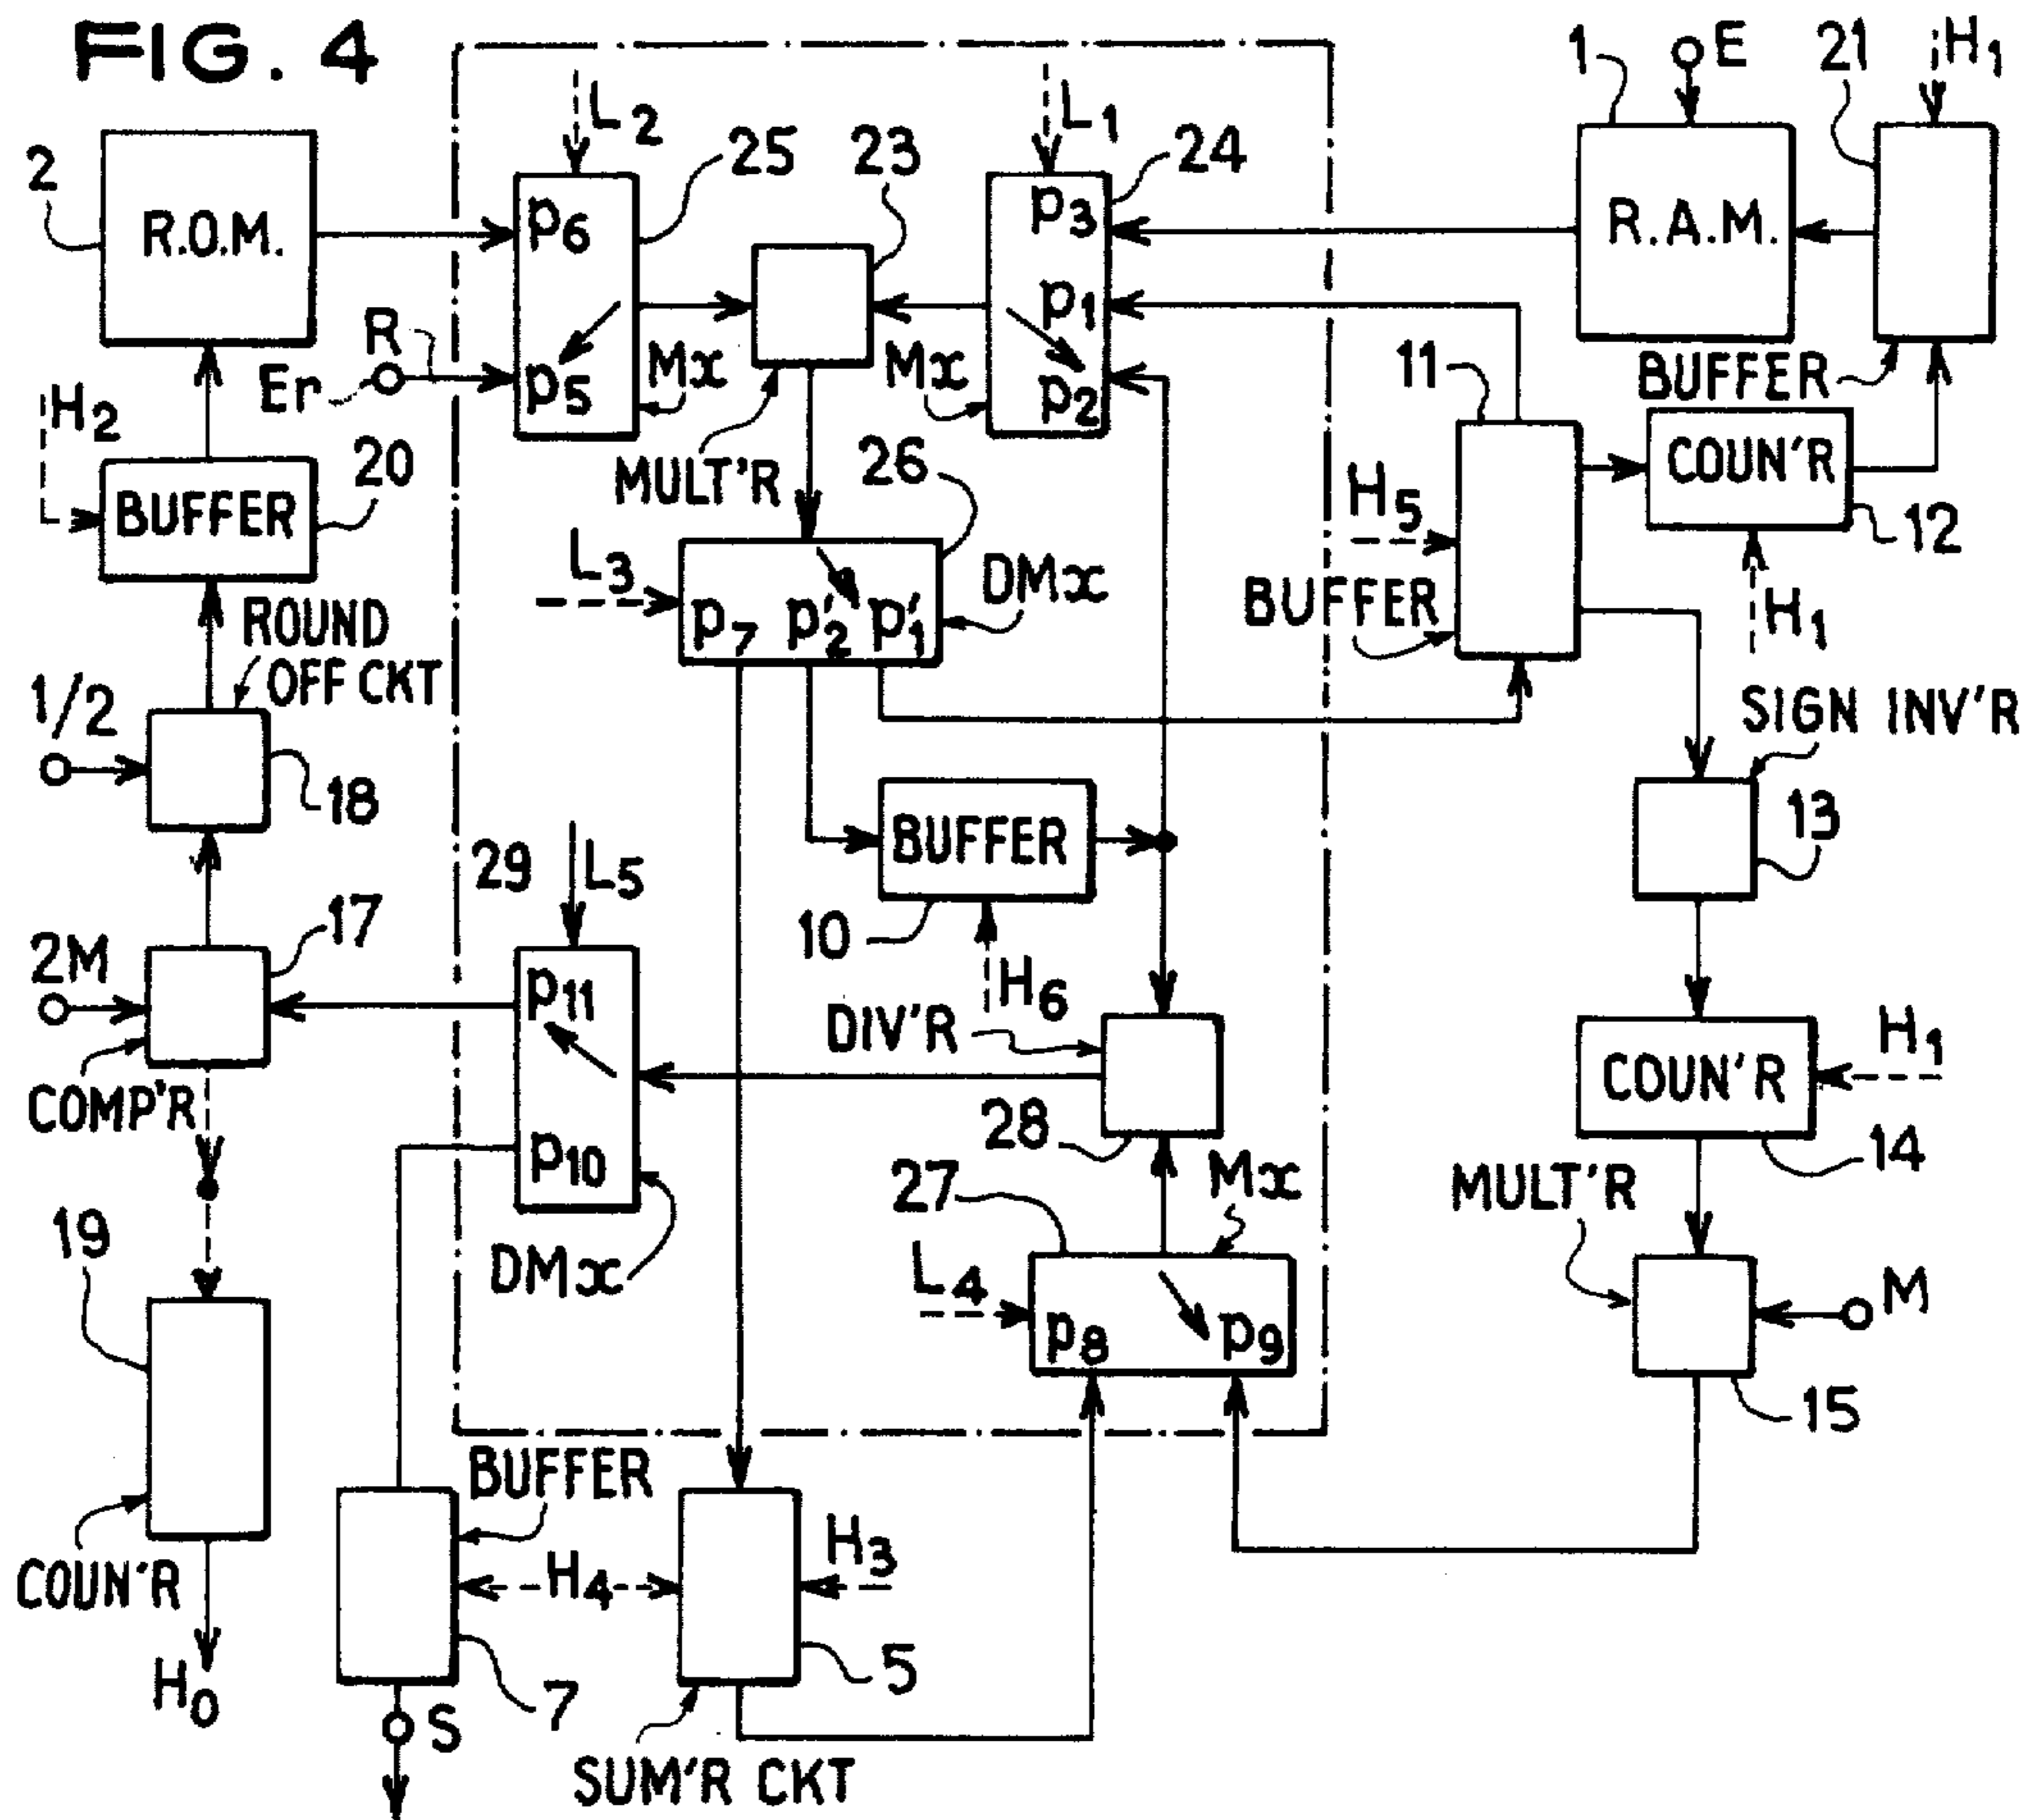 FIG. 4
L2
L1
1
E
21
H1
2
R.O.M.
25
23
24
p6
p3
R.A.M.
p1
R
Er
p5
Mx
Mx
p2
11
BUFFER
H2
MULT'R
26
COUN'R
BUFFER
20
H5
12
L3
DMx
BUFFER
H1
p7
p'2
p'1
ROUND
OFF CKT
1/2
SIGN INV'R
18
BUFFER
13
29
L5
10
17
2M
p11
H6
DIV'R
COUN'R
H1
COMP'R
28
14
p10
27
Mx
MULT'R
19
DMx
L4
p8
p9
M
15
BUFFER
COUN'R
H4
H3
H0
7
5
S
SUM'R CKT